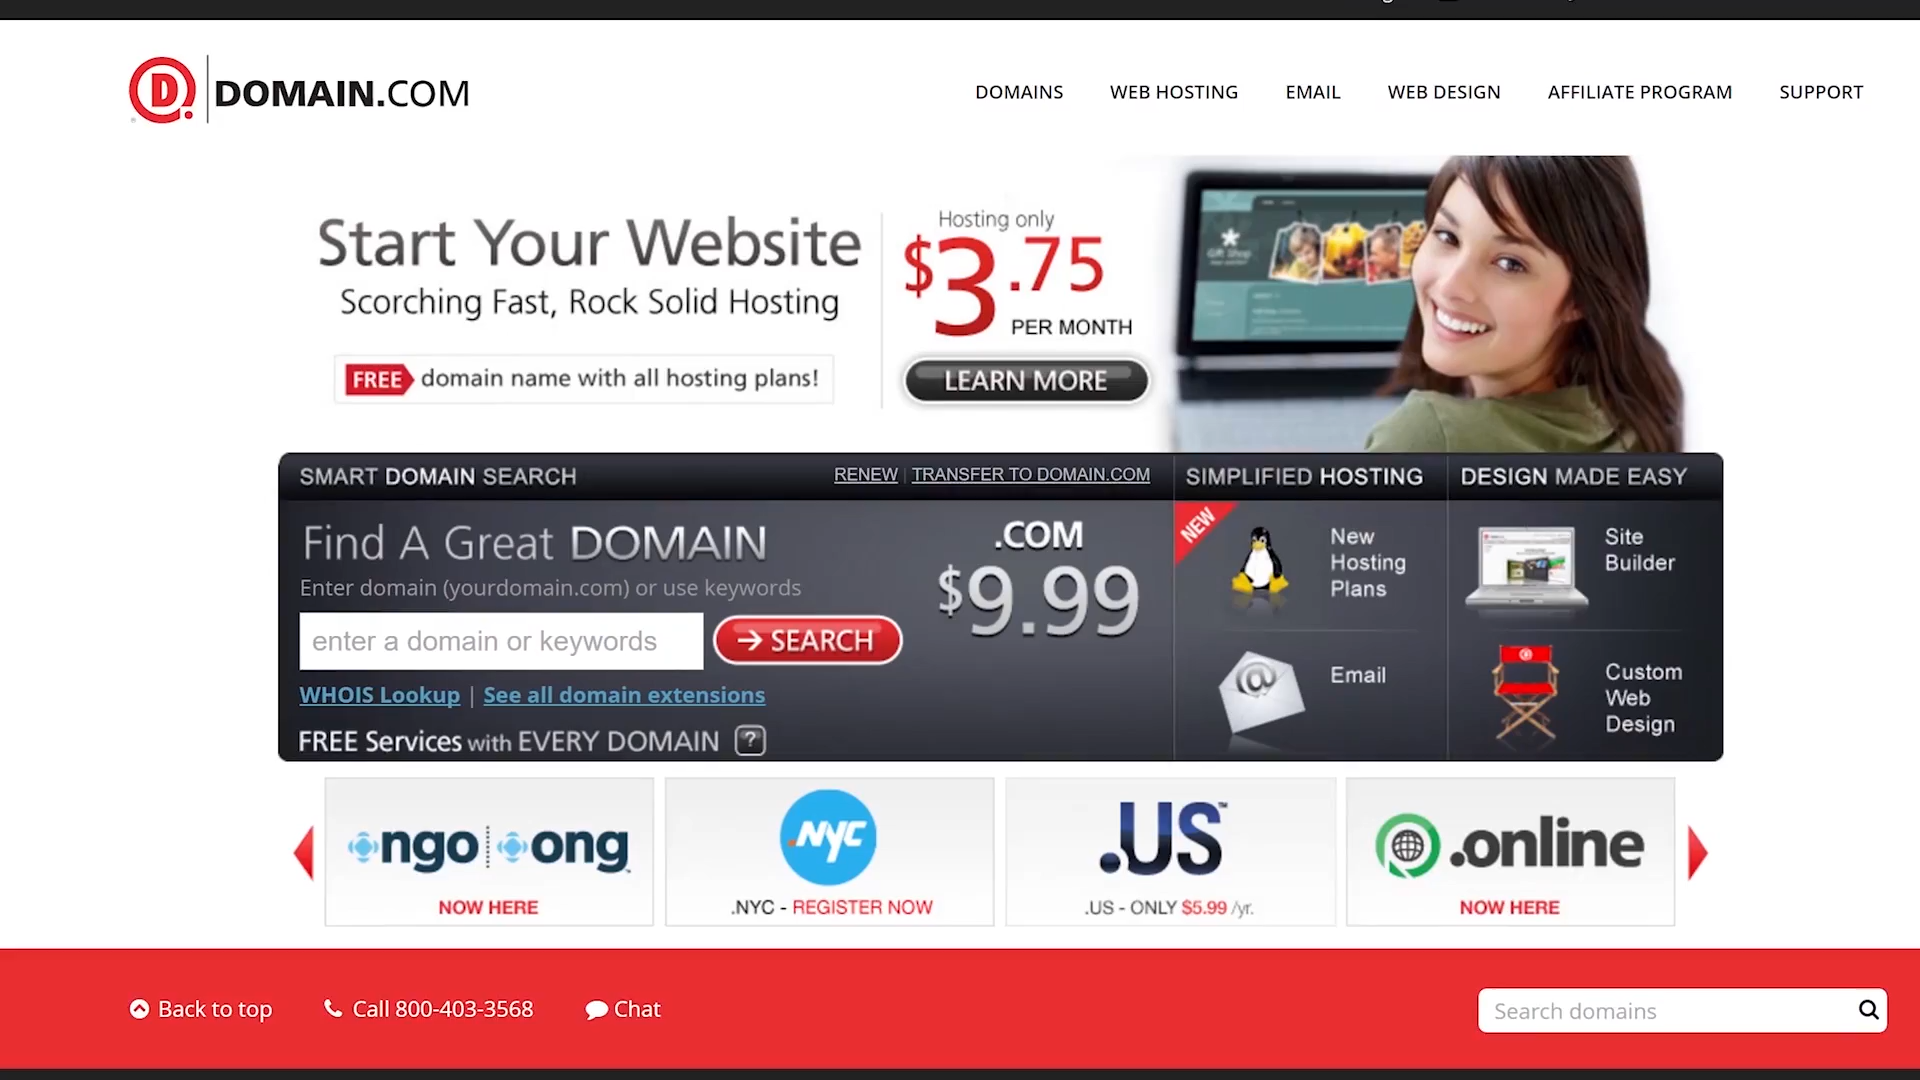 DOMAIN.COM
DOMAINS
WEB HOSTING
EMAIL
WEB DESIGN
AFFILIATE PROGRAM
SUPPORT
Start Your Website
Scorching Fast, Rock Solid Hosting
FREE domain name with all hosting plans!
Hosting only
$3.75
PER MONTH
LEARN MORE
Gift Shop
SMART DOMAIN SEARCH
RENEW | TRANSFER TO DOMAIN.COM
Find A Great DOMAIN
Enter domain (yourdomain.com) or use keywords
enter a domain or keywords
SEARCH
WHOIS Lookup | See all domain extensions
FREE Services with EVERY DOMAIN ?
.COM
$9.99
SIMPLIFIED HOSTING
NEW
New
Hosting
Plans
Email
DESIGN MADE EASY
Site
Builder
Custom
Web
Design
ngo ong
NOW HERE
.NYC
.NYC - REGISTER NOW
.US™
.US - ONLY $5.99 /yr.
.online
NOW HERE
Back to top
Call 800-403-3568
Chat
Search domains